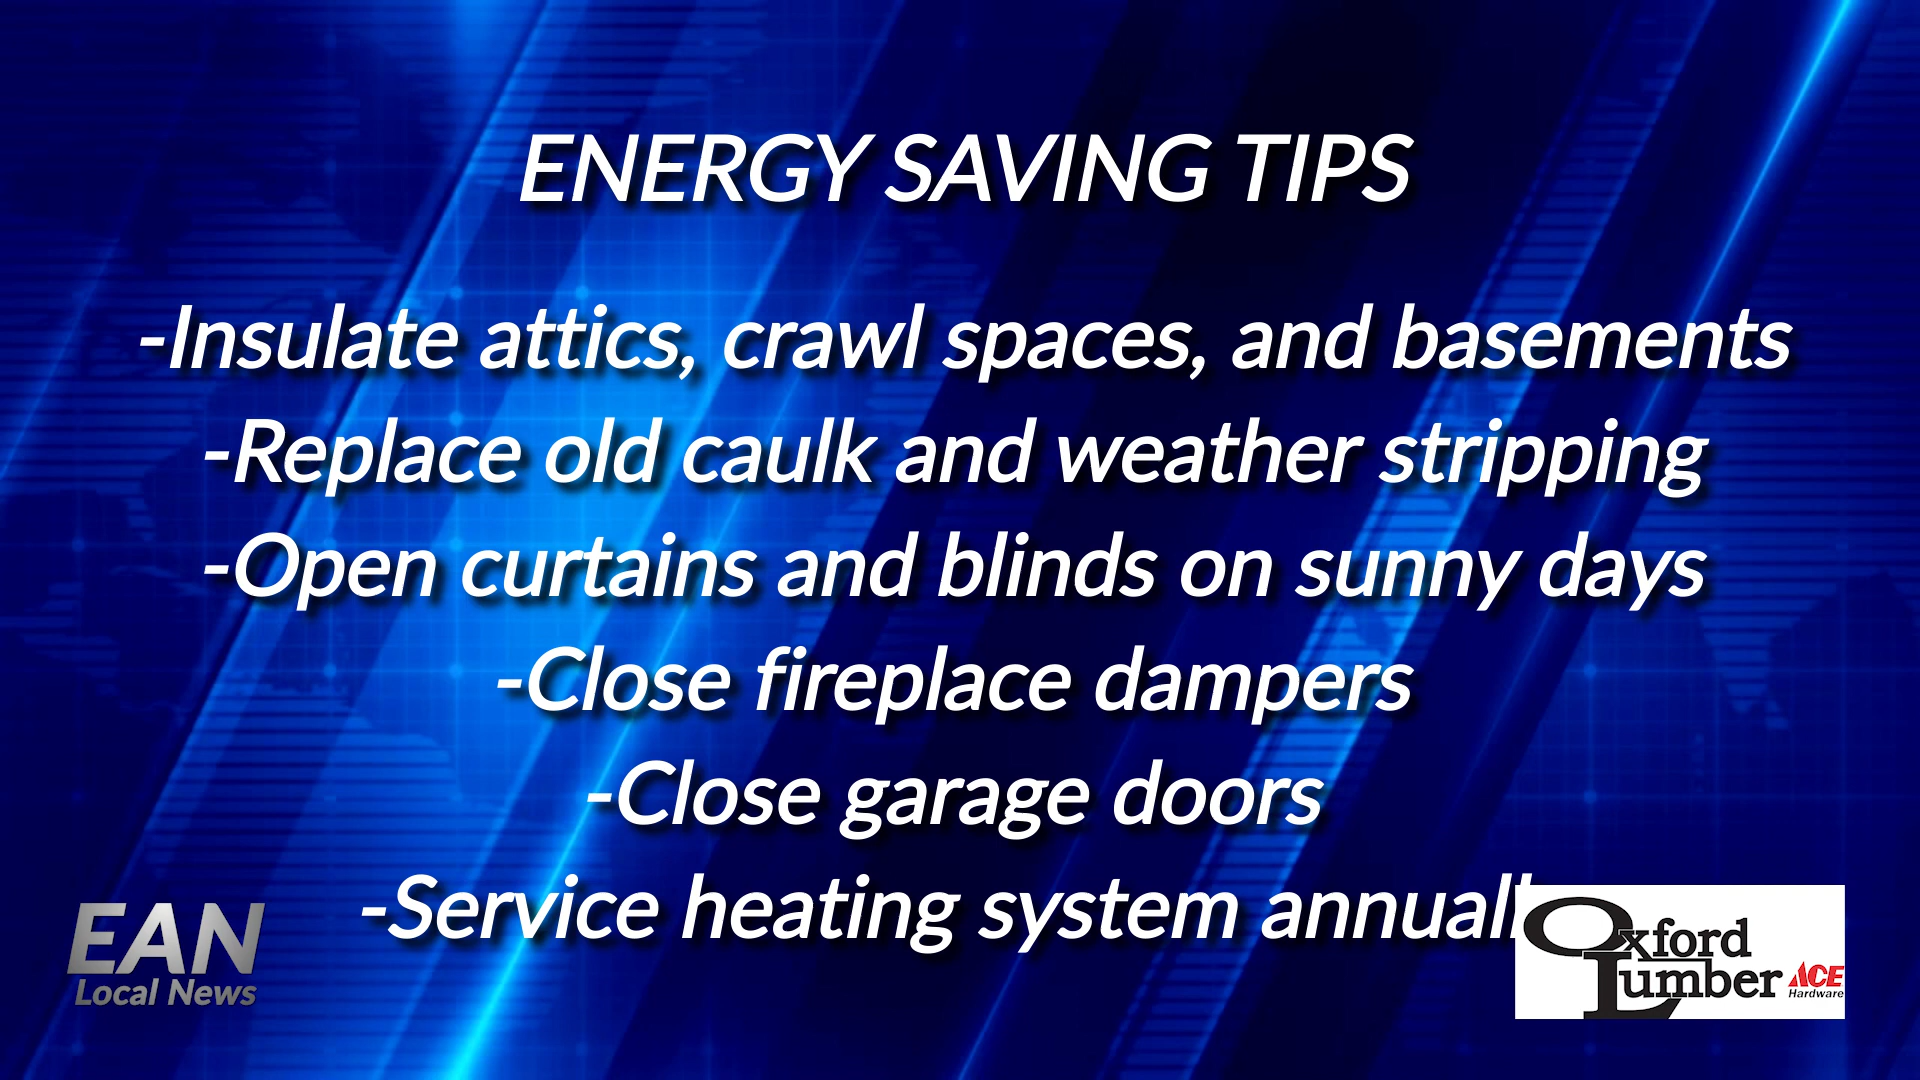 ENERGY SAVING TIPS
-Insulate attics, crawl spaces, and basements
-Replace old caulk and weather stripping
-Open curtains and blinds on sunny days
-Close fireplace dampers
-Close garage doors
-Service heating system annuall
EAN
Local News
Oxford
Lumber ACE
Hardware